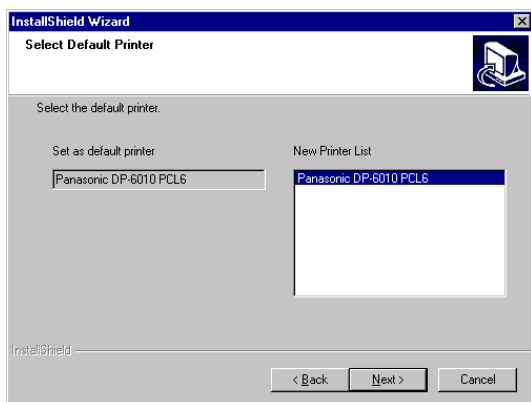 InstallShield Wizard
Select Default Printer
Select the default printer.
Set as default printer
New Printer List
Panasonic DP-6010 PCL6
Panasonic DP-6010 PCL6
InstallShield
< Back
Next >
Cancel